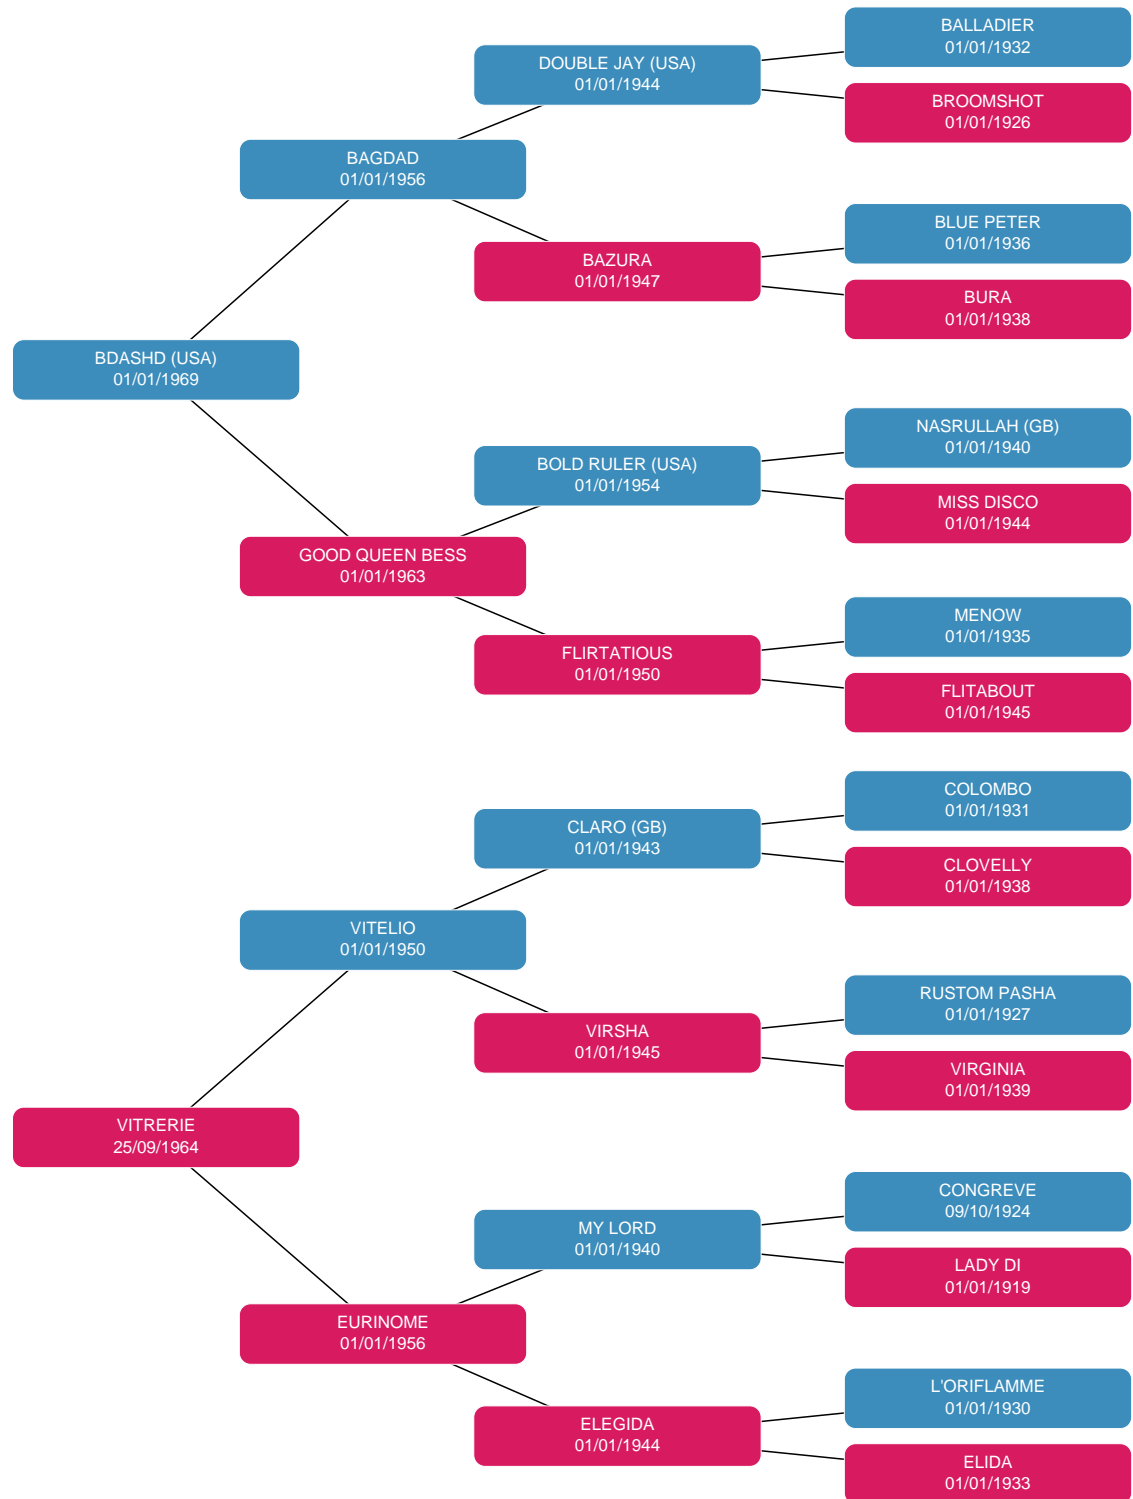 BALLADIER
01/01/1932
DOUBLE JAY (USA)
01/01/1944
BROOMSHOT
01/01/1926
BAGDAD
01/01/1956
BLUE PETER
01/01/1936
BAZURA
01/01/1947
BURA
01/01/1938
BDASHD (USA)
01/01/1969
NASRULLAH (GB)
01/01/1940
BOLD RULER (USA)
01/01/1954
MISS DISCO
01/01/1944
GOOD QUEEN BESS
01/01/1963
MENOW
01/01/1935
FLIRTATIOUS
01/01/1950
FLITABOUT
01/01/1945
COLOMBO
01/01/1931
CLARO (GB)
01/01/1943
CLOVELLY
01/01/1938
VITELIO
01/01/1950
RUSTOM PASHA
01/01/1927
VIRSHA
01/01/1945
VIRGINIA
01/01/1939
VITRERIE
25/09/1964
CONGREVE
09/10/1924
MY LORD
01/01/1940
LADY DI
01/01/1919
EURINOME
01/01/1956
L'ORIFLAMME
01/01/1930
ELEGIDA
01/01/1944
ELIDA
01/01/1933